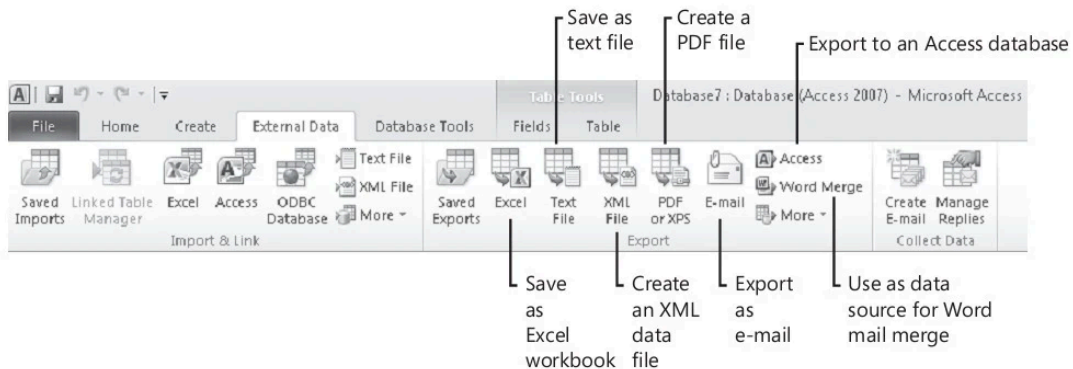 Save as
text file
Create a
PDF file
Export to an Access database
Table Tools
Database7 : Database (Access 2007) - Microsoft Access
File Home Create External Data Database Tools Fields Table
Saved Imports
Linked Table Manager
Excel
Access
ODBC Database
Text File
XML File
More
Saved Exports
Excel
Text File
XML File
PDF or XPS
E-mail
Access
Word Merge
More
Create E-mail
Manage Replies
Import & Link
Export
Collect Data
Save
as
Excel
workbook
Create
an XML
data
file
Export
as
e-mail
Use as data
source for Word
mail merge